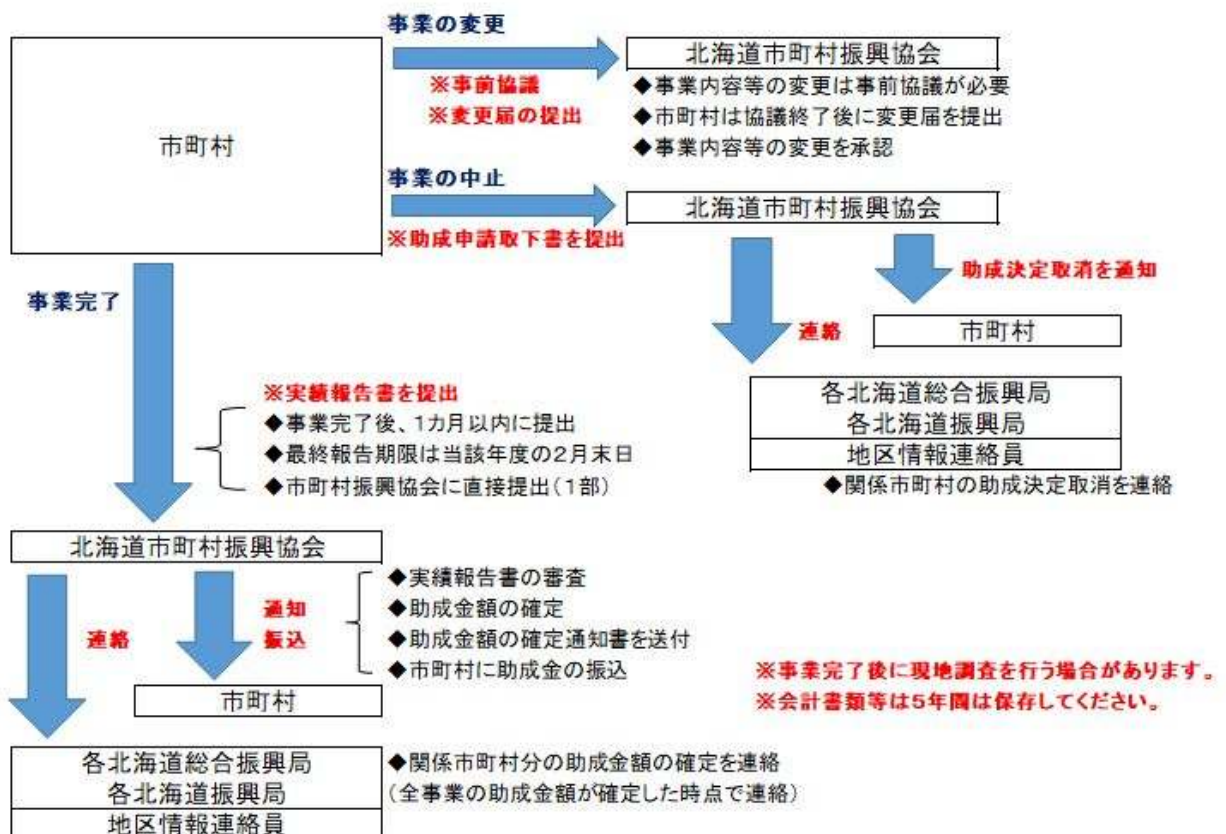 事業の変更
市町村
※事前協議
※変更届の提出
北海道市町村振興協会
◆事業内容等の変更は事前協議が必要
◆市町村は協議終了後に変更届を提出
◆事業内容等の変更を承認
事業の中止
※助成申請取下書を提出
北海道市町村振興協会
助成決定取消を通知
連絡
市町村
各北海道総合振興局
各北海道振興局
地区情報連絡員
◆関係市町村の助成決定取消を連絡
事業完了
※実績報告書を提出
◆事業完了後、1カ月以内に提出
◆最終報告期限は当該年度の2月末日
◆市町村振興協会に直接提出(1部)
北海道市町村振興協会
連絡
通知
振込
◆実績報告書の審査
◆助成金額の確定
◆助成金額の確定通知書を送付
◆市町村に助成金の振込
市町村
※事業完了後に現地調査を行う場合があります。
※会計書類等は5年間は保存してください。
各北海道総合振興局
各北海道振興局
地区情報連絡員
◆関係市町村分の助成金額の確定を連絡
(全事業の助成金額が確定した時点で連絡)